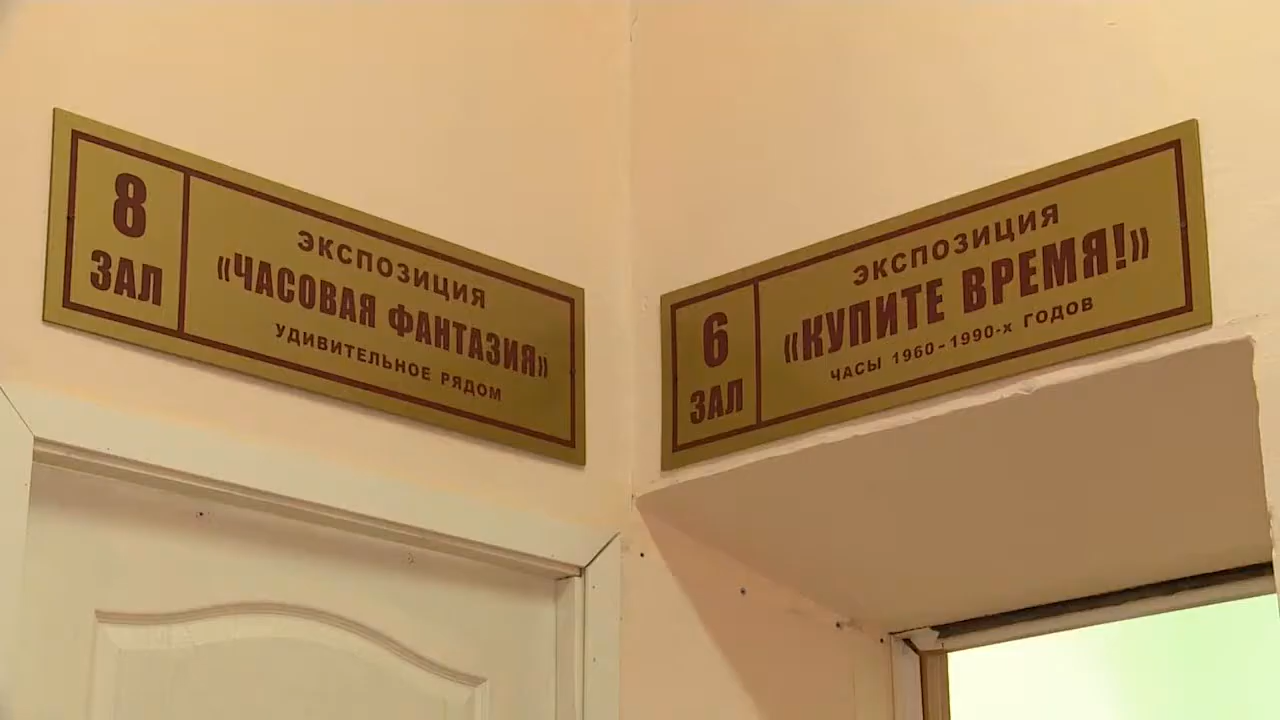 8
ЗАЛ
ЭКСПОЗИЦИЯ
«ЧАСОВАЯ ФАНТАЗИЯ»
УДИВИТЕЛЬНОЕ РЯДОМ
6
ЗАЛ
ЭКСПОЗИЦИЯ
«КУПИТЕ ВРЕМЯ!»
ЧАСЫ 1960-1990-х ГОДОВ